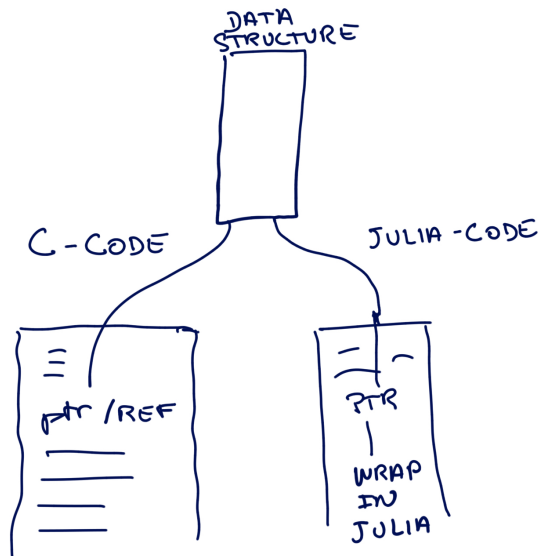 DATA
STRUCTURE
C-CODE
JULIA-CODE
ptr/REF
PTR
WRAP
IN
JULIA